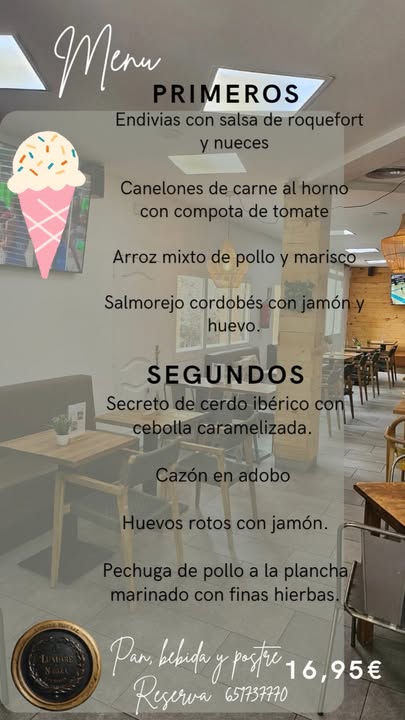 Menu
PRIMEROS
Endivias con salsa de roquefort
y nueces
Canelones de carne al horno
con compota de tomate
Arroz mixto de pollo y marisco
Salmorejo cordobés con jamón y
huevo.
SEGUNDOS
Secreto de cerdo ibérico con
cebolla caramelizada.
Cazón en adobo
Huevos rotos con jamón.
Pechuga de pollo a la plancha
marinado con finas hierbas.
Pan, bebida y postre
16,95€
Reserva 651737770
LUMBRE